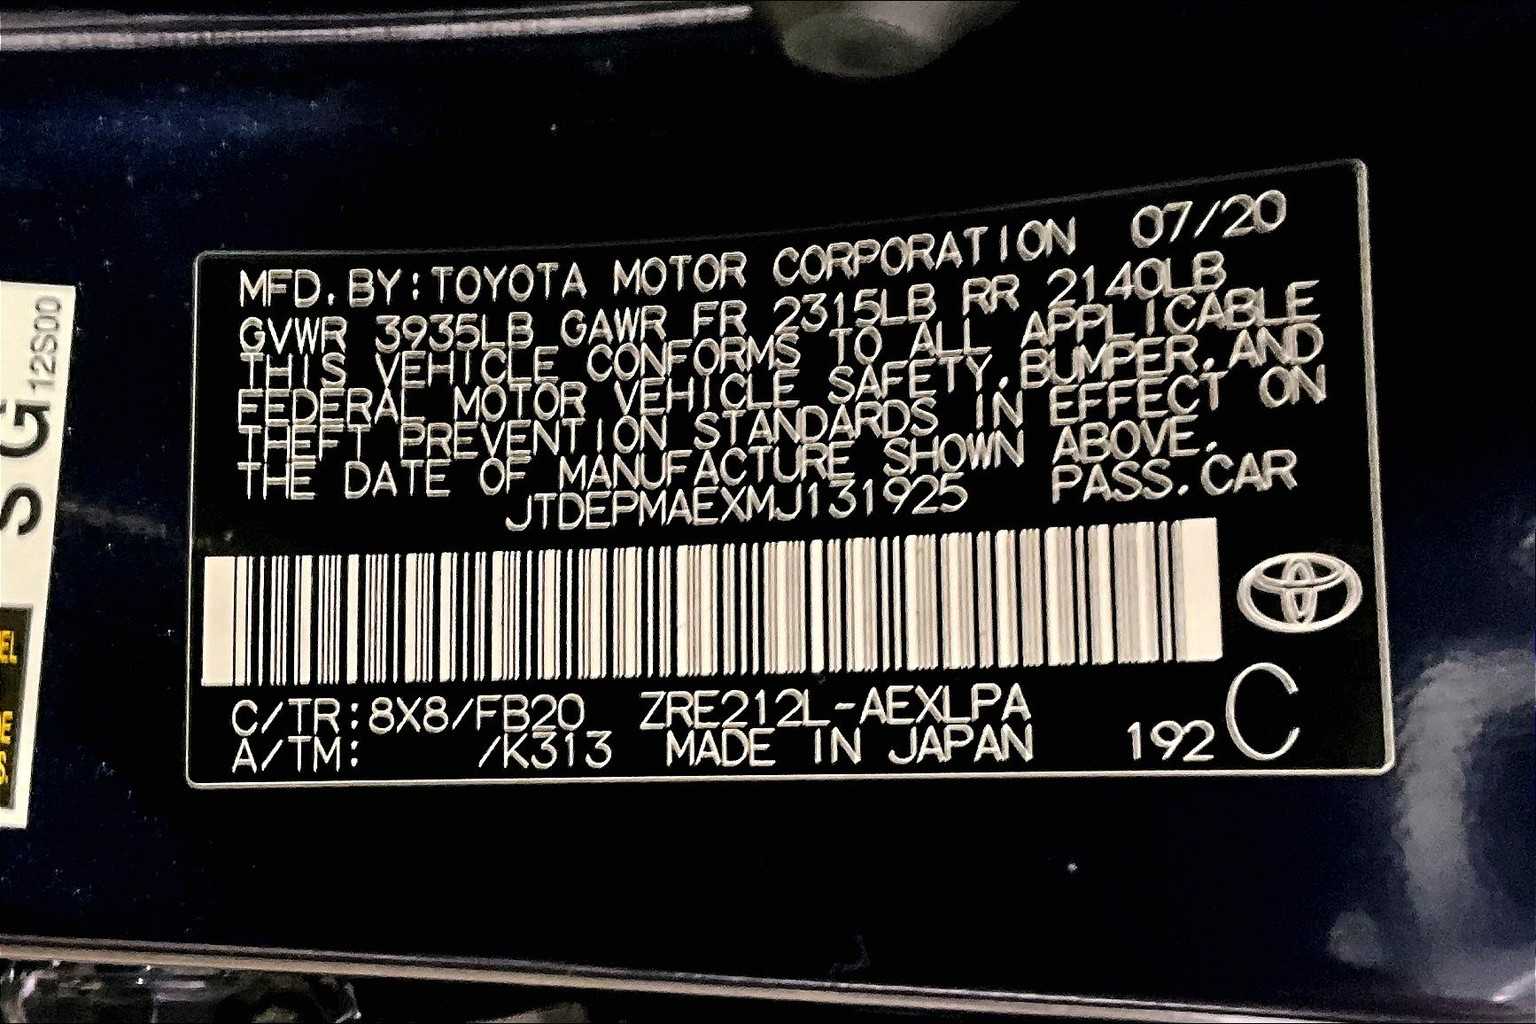 MFD. BY: TOYOTA MOTOR CORPORATION 07/20
GVWR 3935LB GAWR FR 2315LB RR 2140LB
THIS VEHICLE CONFORMS TO ALL APPLICABLE
FEDERAL MOTOR VEHICLE SAFETY, BUMPER, AND
THEFT PREVENTION STANDARDS IN EFFECT ON
THE DATE OF MANUFACTURE SHOWN ABOVE.
JTDEPMAEXMJ131925 PASS. CAR
C/TR: 8X8/FB20 ZRE212L-AEXLPA
A/TM: /K313 MADE IN JAPAN 192 C
SG 12S00